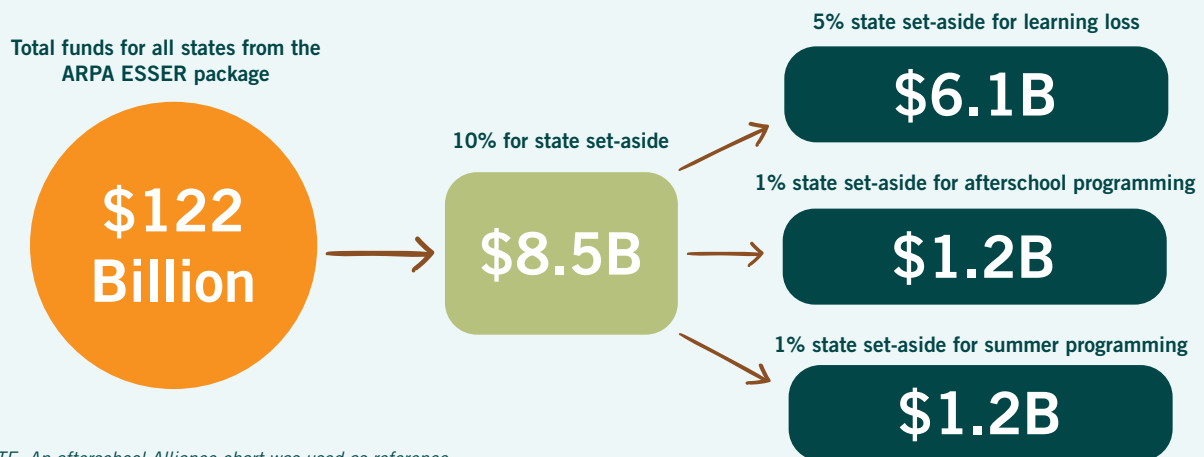 Total funds for all states from the
ARPA ESSER package
$122
Billion
10% for state set-aside
$8.5B
5% state set-aside for learning loss
$6.1B
1% state set-aside for afterschool programming
$1.2B
1% state set-aside for summer programming
$1.2B
TE. An afterschool Alliance chart was used as reference